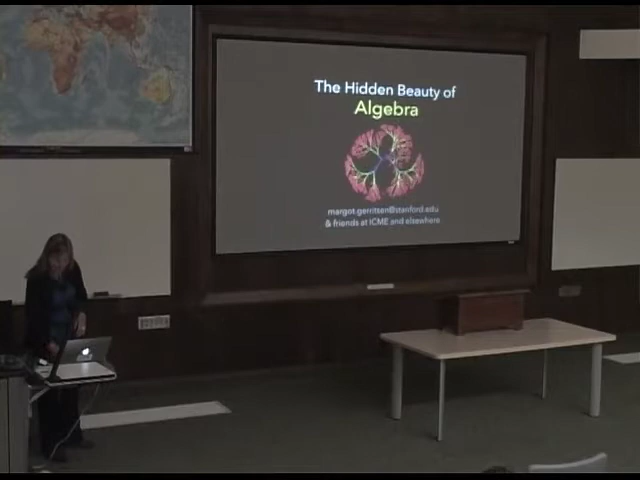 The Hidden Beauty of
Algebra
margot.gerritsen@stanford.edu
& friends at ICME and elsewhere